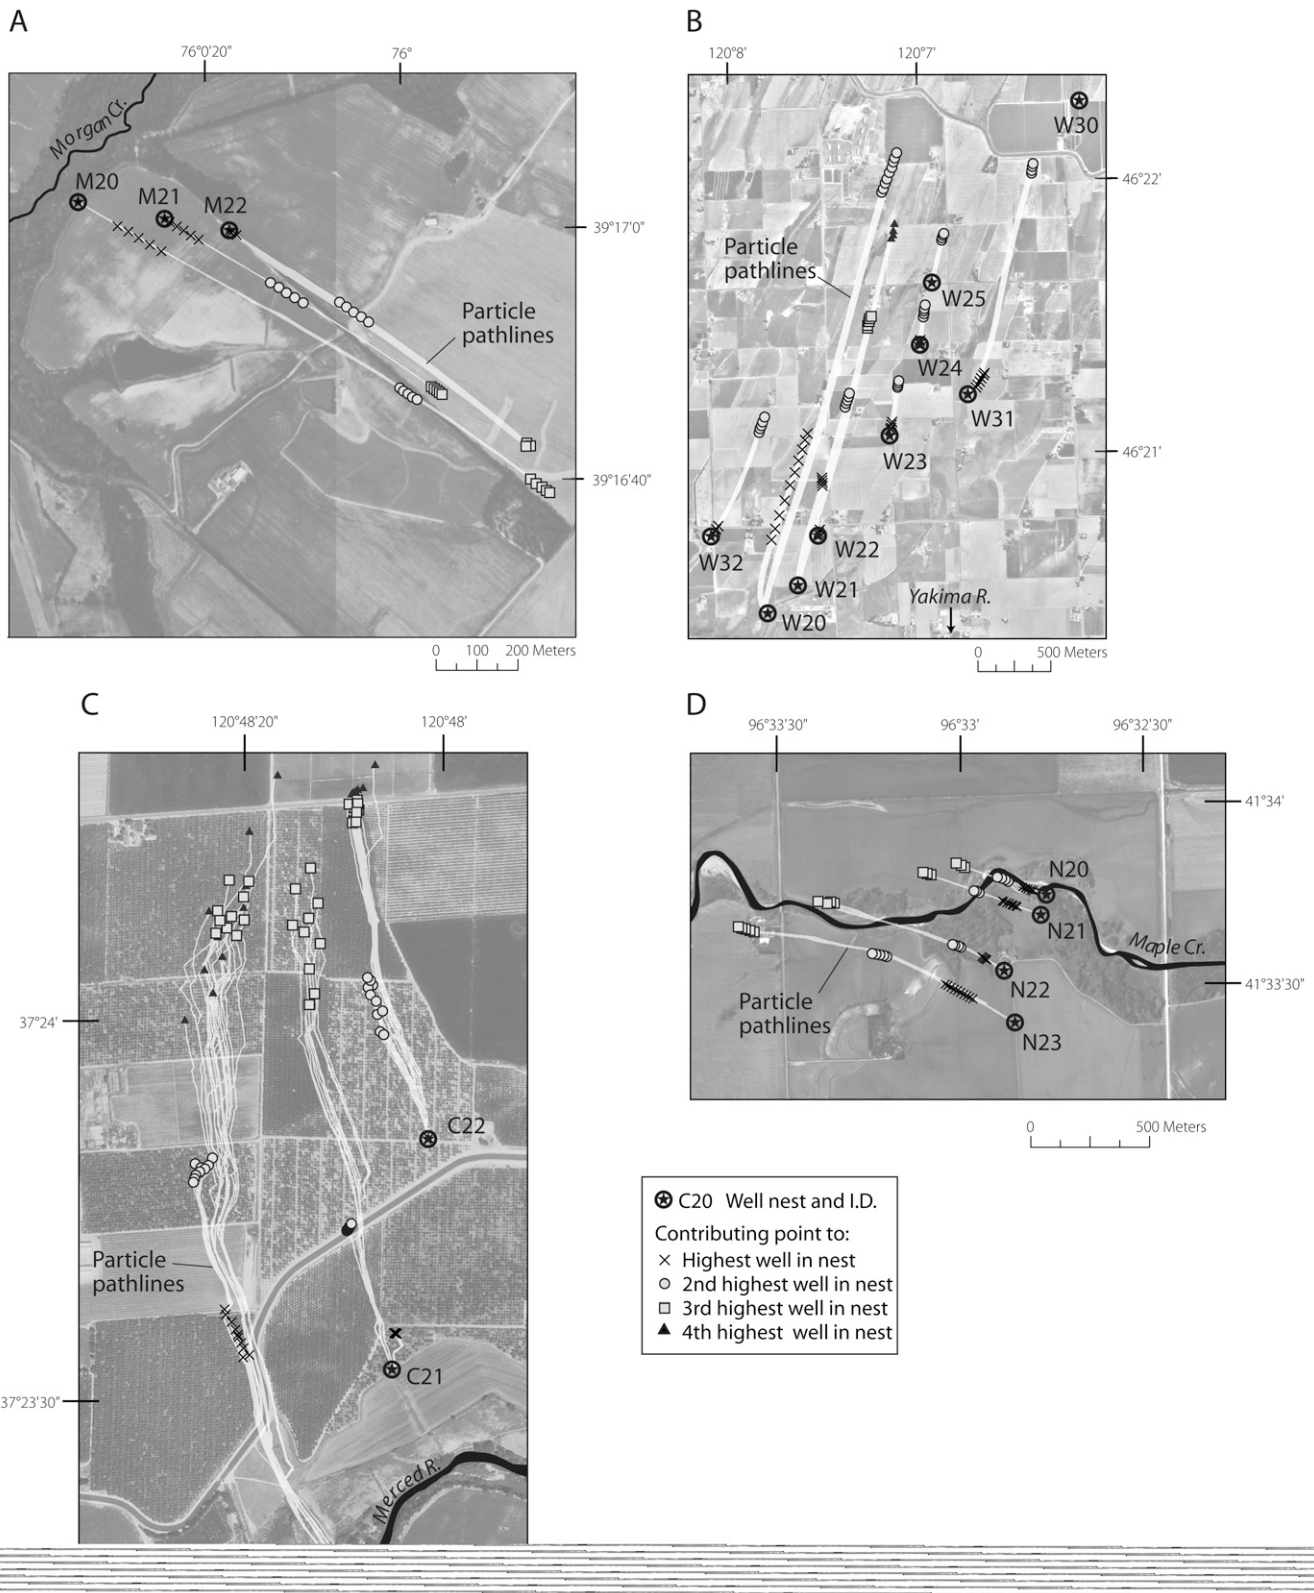 A
76°0'20"
76°
Morgan Cr.
M20
M21
M22
39°17'0"
Particle
pathlines
39°16'40"
0 100 200 Meters
B
120°8'
120°7'
W30
46°22'
Particle
pathlines
W25
W24
W31
46°21'
W23
W32
W22
W21
Yakima R.
W20
0 500 Meters
C
120°48'20"
120°48'
37°24'
C22
Particle
pathlines
C21
37°23'30"
Merced R.
D
96°33'30"
96°33'
96°32'30"
41°34'
N20
N21
Maple Cr.
41°33'30"
N22
Particle
pathlines
N23
0 500 Meters
C20 Well nest and I.D.
Contributing point to:
Highest well in nest
2nd highest well in nest
3rd highest well in nest
4th highest well in nest